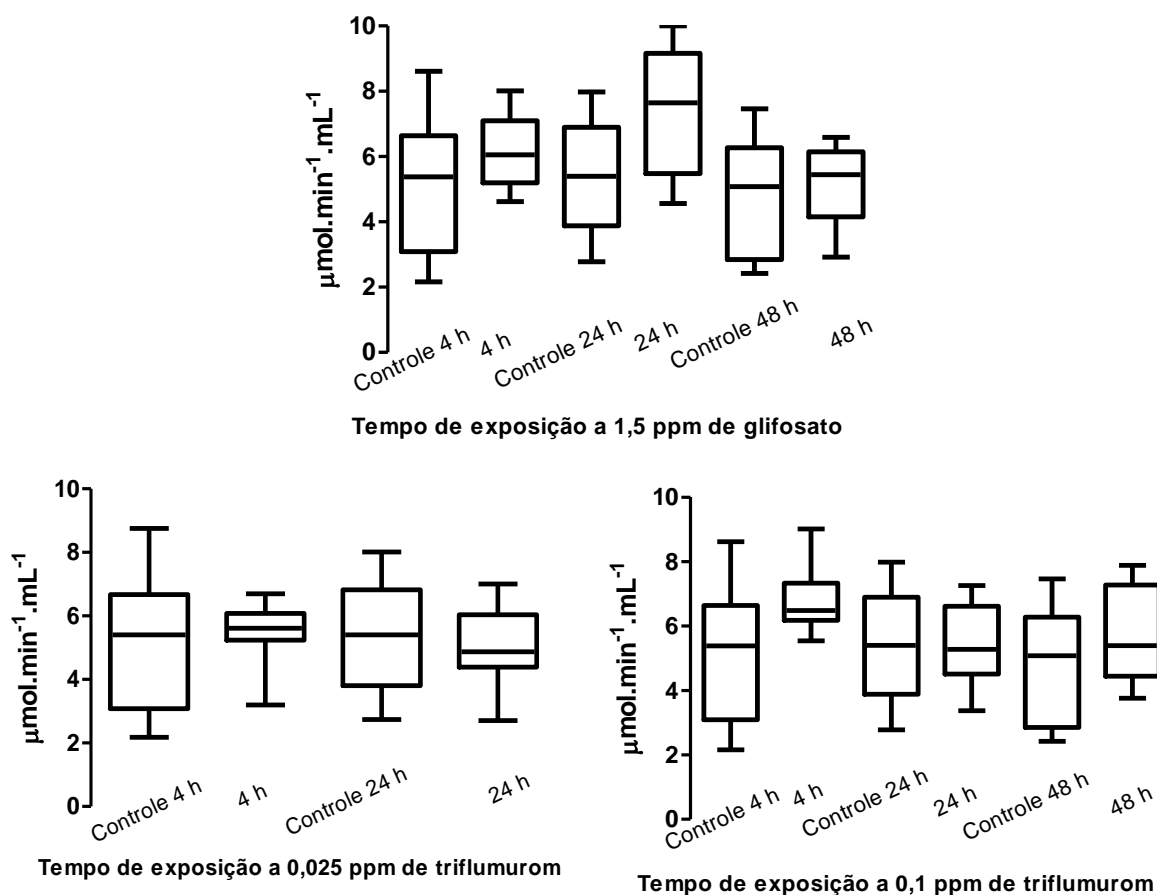 10
8
6
4
2
0
µmol.min⁻¹.mL⁻¹
Controle 4 h
4 h
Controle 24 h
24 h
Controle 48 h
48 h
Tempo de exposição a 1,5 ppm de glifosato
10
8
6
4
2
0
µmol.min⁻¹.mL⁻¹
Controle 4 h
4 h
Controle 24 h
24 h
Tempo de exposição a 0,025 ppm de triflumurom
10
8
6
4
2
0
µmol.min⁻¹.mL⁻¹
Controle 4 h
4 h
Controle 24 h
24 h
Controle 48 h
48 h
Tempo de exposição a 0,1 ppm de triflumurom